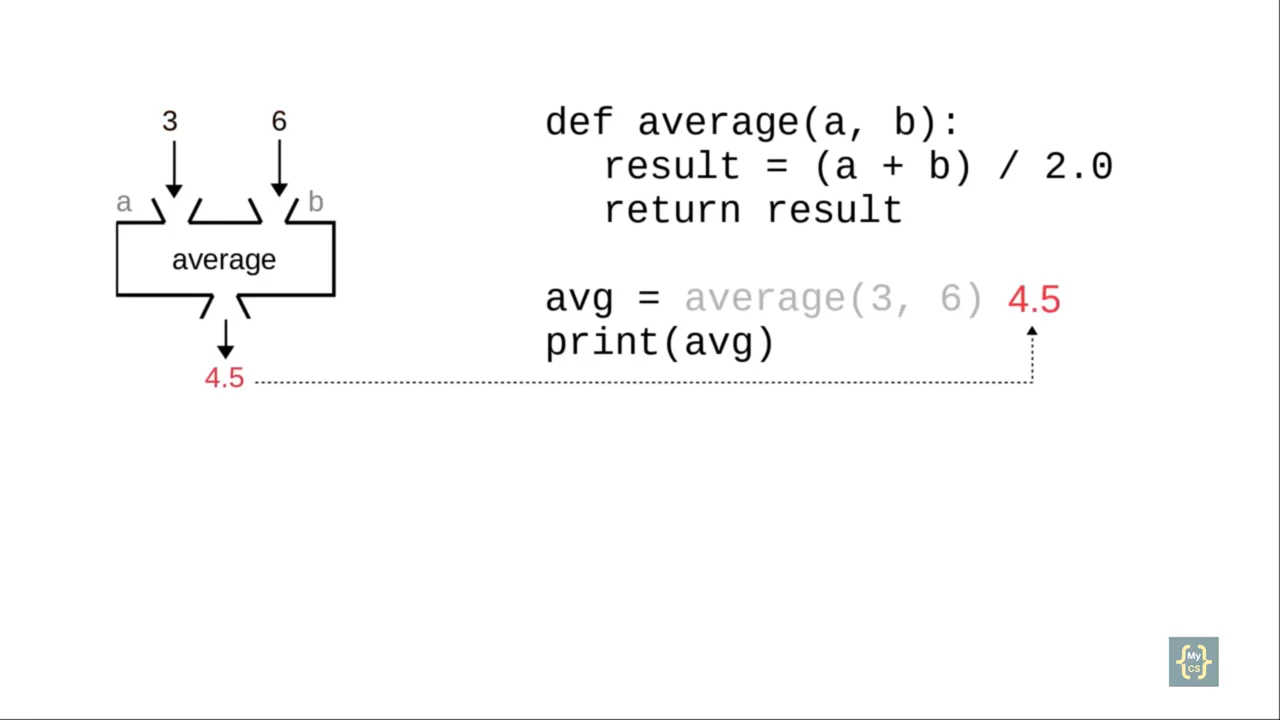 3 6
a b
average
4.5
def average(a, b):
result = (a + b) / 2.0
return result
avg = average(3, 6) 4.5
print(avg)
{My CS}